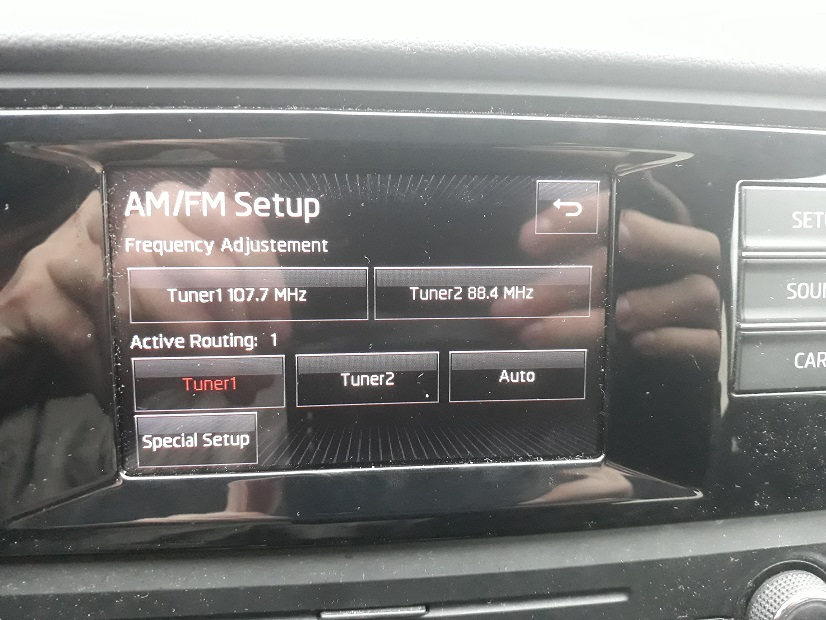 AM/FM Setup
Frequency Adjustement
Tuner1 107.7 MHz
Tuner2 88.4 MHz
Active Routing: 1
Tuner1
Tuner2
Auto
Special Setup
CAR